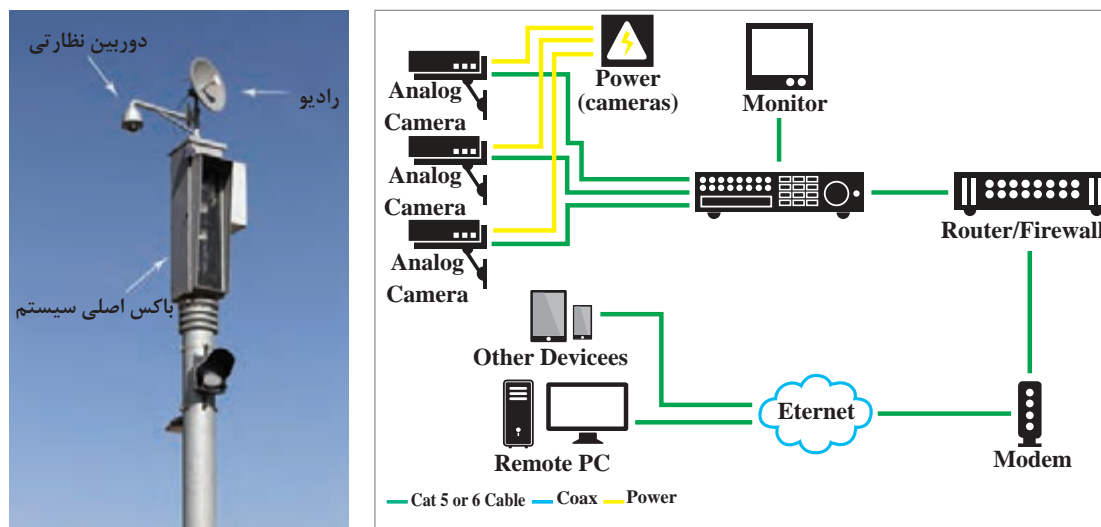 دوربین نظارتی
رادیو
باکس اصلی سیستم
Power
(cameras)
Monitor
Analog
Camera
Analog
Camera
Analog
Camera
Router/Firewall
Other Devicees
Eternet
Remote PC
Modem
Cat 5 or 6 Cable Coax Power